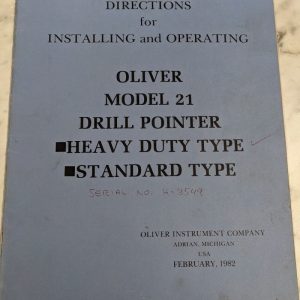 DIRECTIONS
for
INSTALLING and OPERATING
OLIVER
MODEL 21
DRILL POINTER
■HEAVY DUTY TYPE
■STANDARD TYPE
SERIAL NO. K-3549
OLIVER INSTRUMENT COMPANY
ADRIAN, MICHIGAN
USA
FEBRUARY, 1982